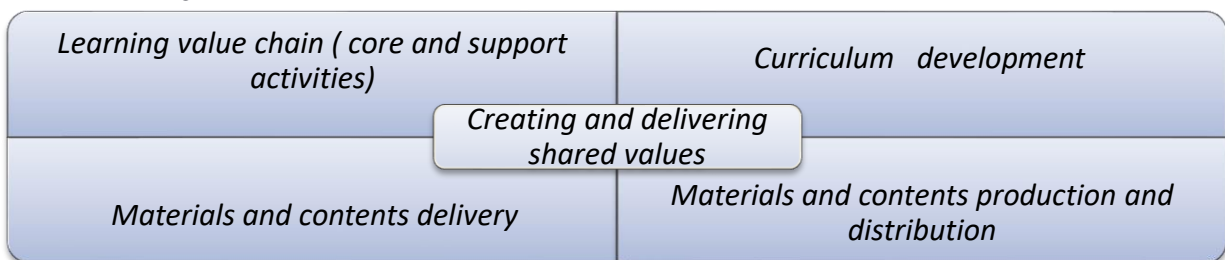 Learning value chain ( core and support
activities)
Curriculum development
Creating and delivering
shared values
Materials and contents delivery
Materials and contents production and
distribution